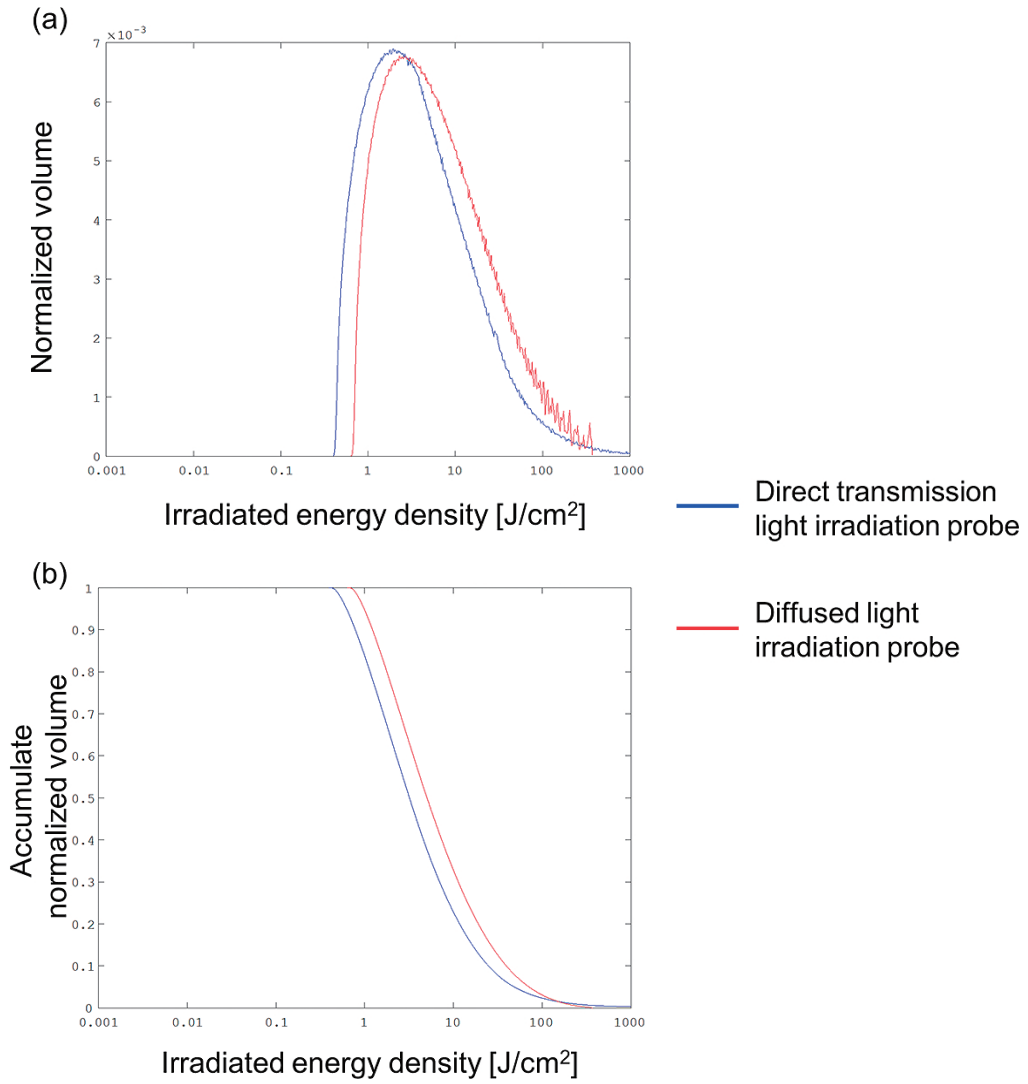 (a)
×10⁻³
7
6
5
4
3
2
1
0
Normalized volume
0.001 0.01 0.1 1 10 100 1000
Irradiated energy density [J/cm²]
Direct transmission
light irradiation probe
Diffused light
irradiation probe
(b)
1
0.9
0.8
0.7
0.6
0.5
0.4
0.3
0.2
0.1
0
Accumulate
normalized volume
0.001 0.01 0.1 1 10 100 1000
Irradiated energy density [J/cm²]